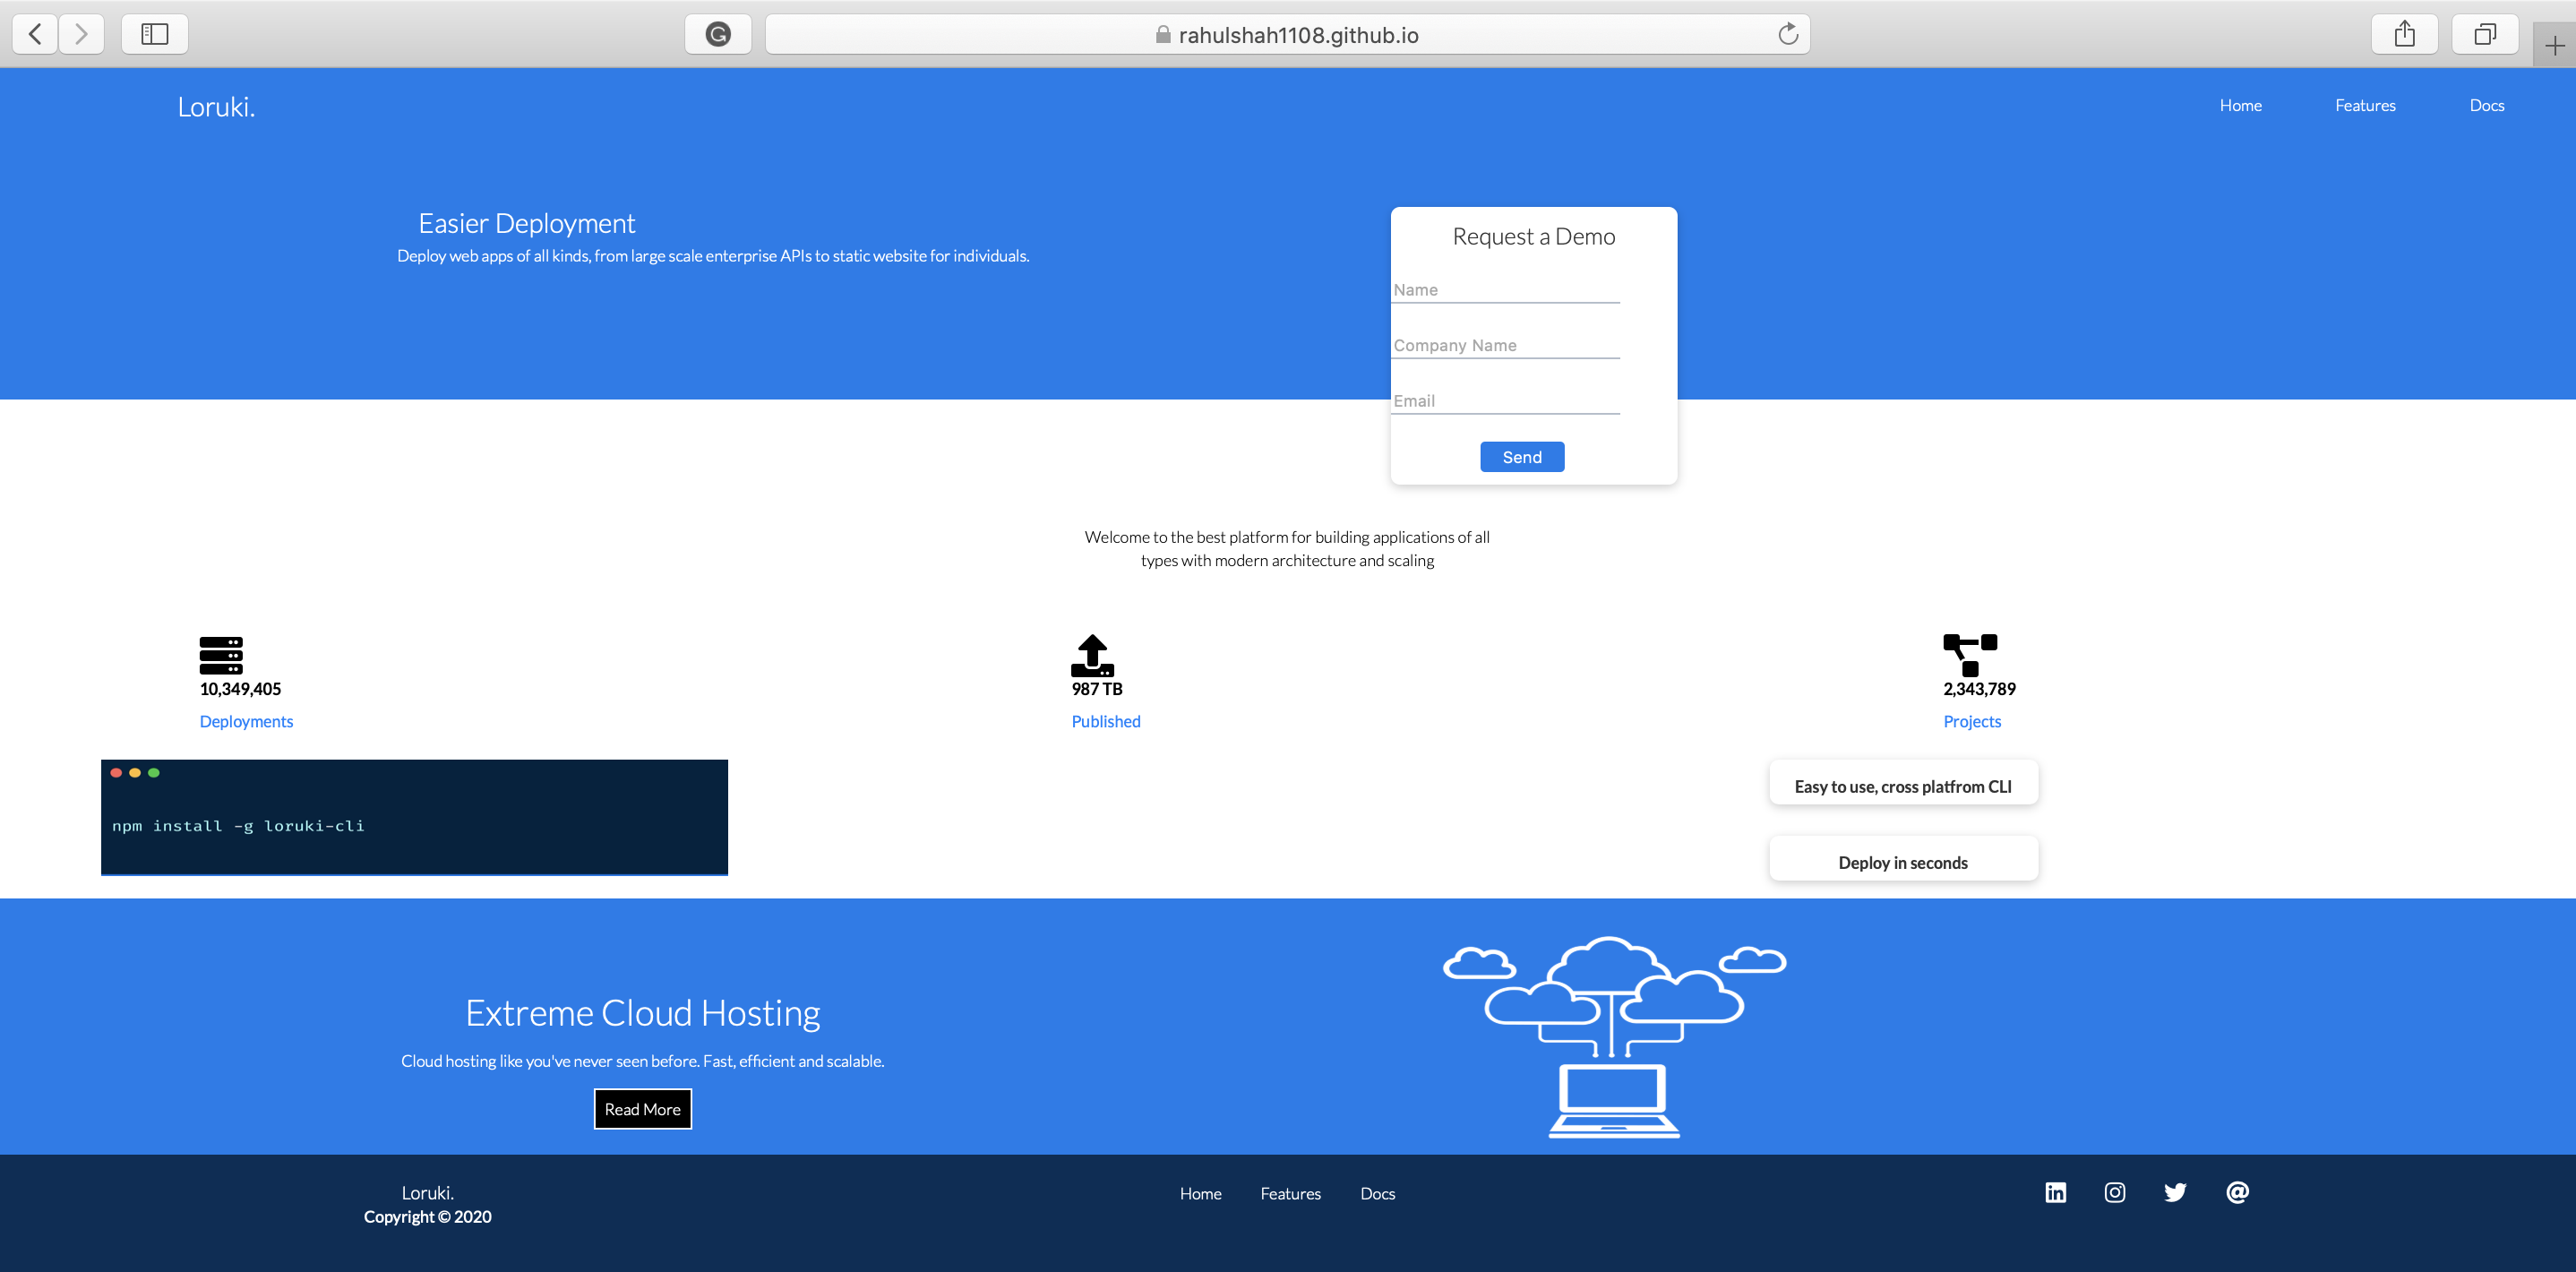 rahulshah1108.github.io
Loruki.
Home
Features
Docs
Easier Deployment
Deploy web apps of all kinds, from large scale enterprise APIs to static website for individuals.
Request a Demo
Name
Company Name
Email
Send
Welcome to the best platform for building applications of all
types with modern architecture and scaling
10,349,405
Deployments
987 TB
Published
2,343,789
Projects
npm install -g loruki-cli
Easy to use, cross platfrom CLI
Deploy in seconds
Extreme Cloud Hosting
Cloud hosting like you've never seen before. Fast, efficient and scalable.
Read More
Loruki.
Copyright © 2020
Home
Features
Docs